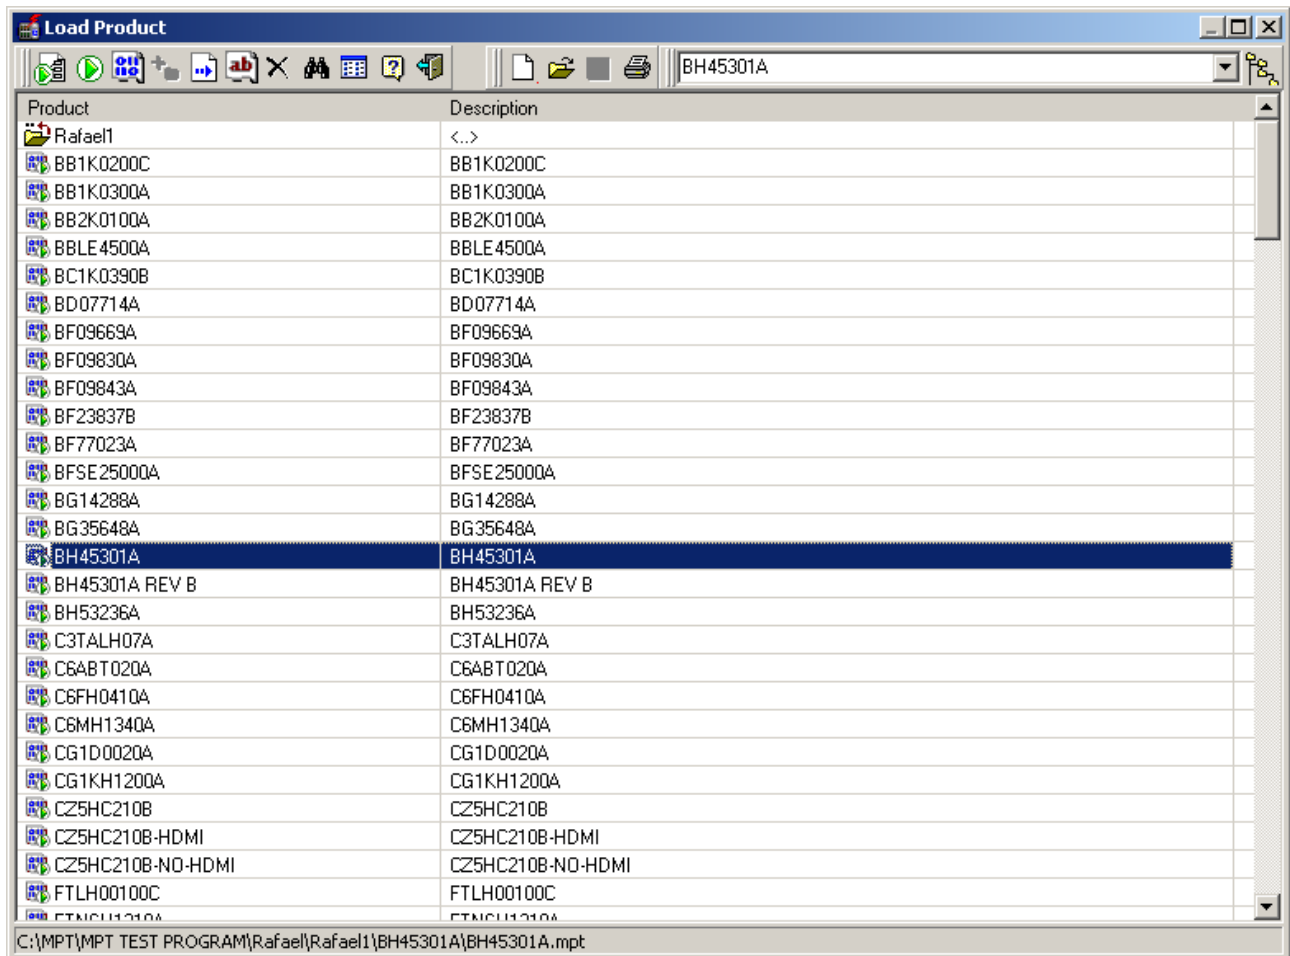 Load Product
BH45301A
Product Description
Rafael1 <..>
BB1K0200C BB1K0200C
BB1K0300A BB1K0300A
BB2K0100A BB2K0100A
BBLE4500A BBLE4500A
BC1K0390B BC1K0390B
BD07714A BD07714A
BF09669A BF09669A
BF09830A BF09830A
BF09843A BF09843A
BF23837B BF23837B
BF77023A BF77023A
BFSE25000A BFSE25000A
BG14288A BG14288A
BG35648A BG35648A
BH45301A BH45301A
BH45301A REV B BH45301A REV B
BH53236A BH53236A
C3TALH07A C3TALH07A
C6ABT020A C6ABT020A
C6FH0410A C6FH0410A
C6MH1340A C6MH1340A
CG1D0020A CG1D0020A
CG1KH1200A CG1KH1200A
CZ5HC210B CZ5HC210B
CZ5HC210B-HDMI CZ5HC210B-HDMI
CZ5HC210B-NO-HDMI CZ5HC210B-NO-HDMI
FTLH00100C FTLH00100C
C:\MPT\MPT TEST PROGRAM\Rafael\Rafael1\BH45301A\BH45301A.mpt